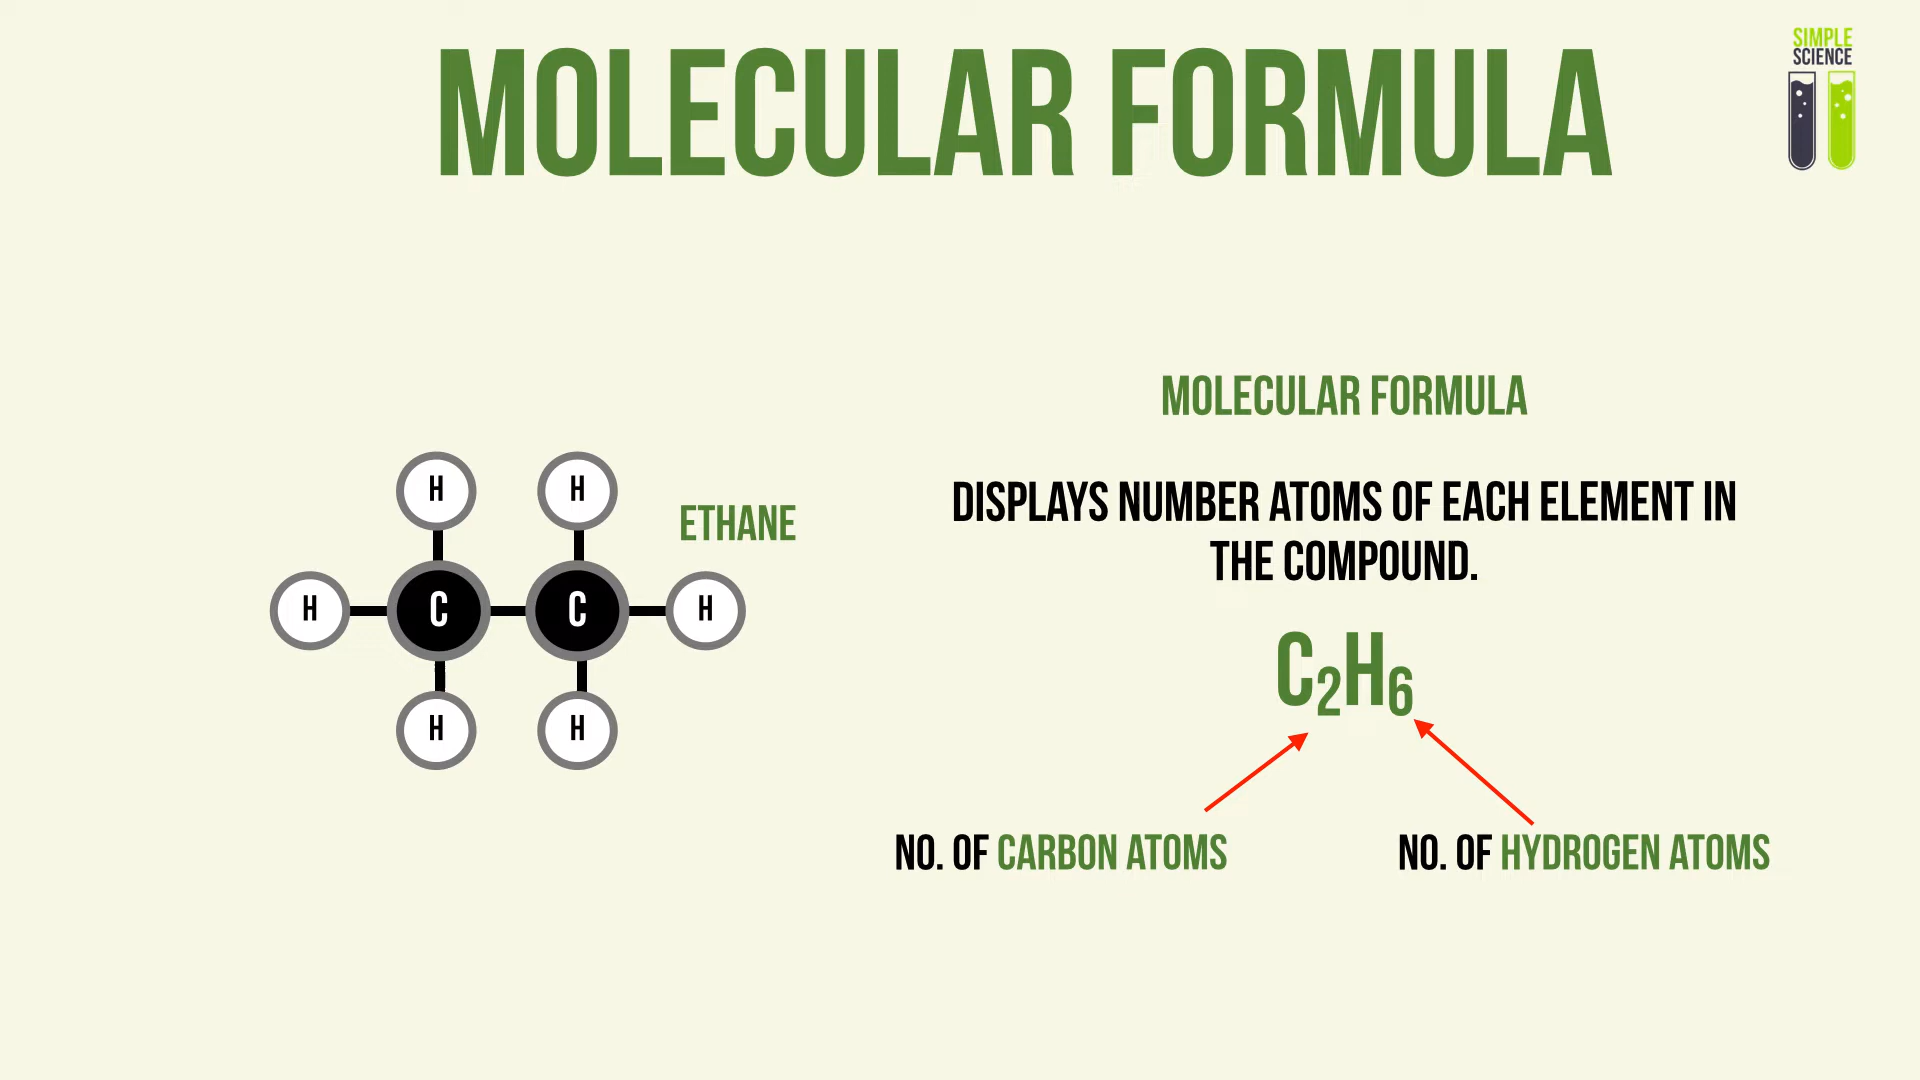 MOLECULAR FORMULA
SIMPLE
SCIENCE
H H
ETHANE
H C C H
H H
MOLECULAR FORMULA
DISPLAYS NUMBER ATOMS OF EACH ELEMENT IN
THE COMPOUND.
C₂H₆
NO. OF CARBON ATOMS
NO. OF HYDROGEN ATOMS